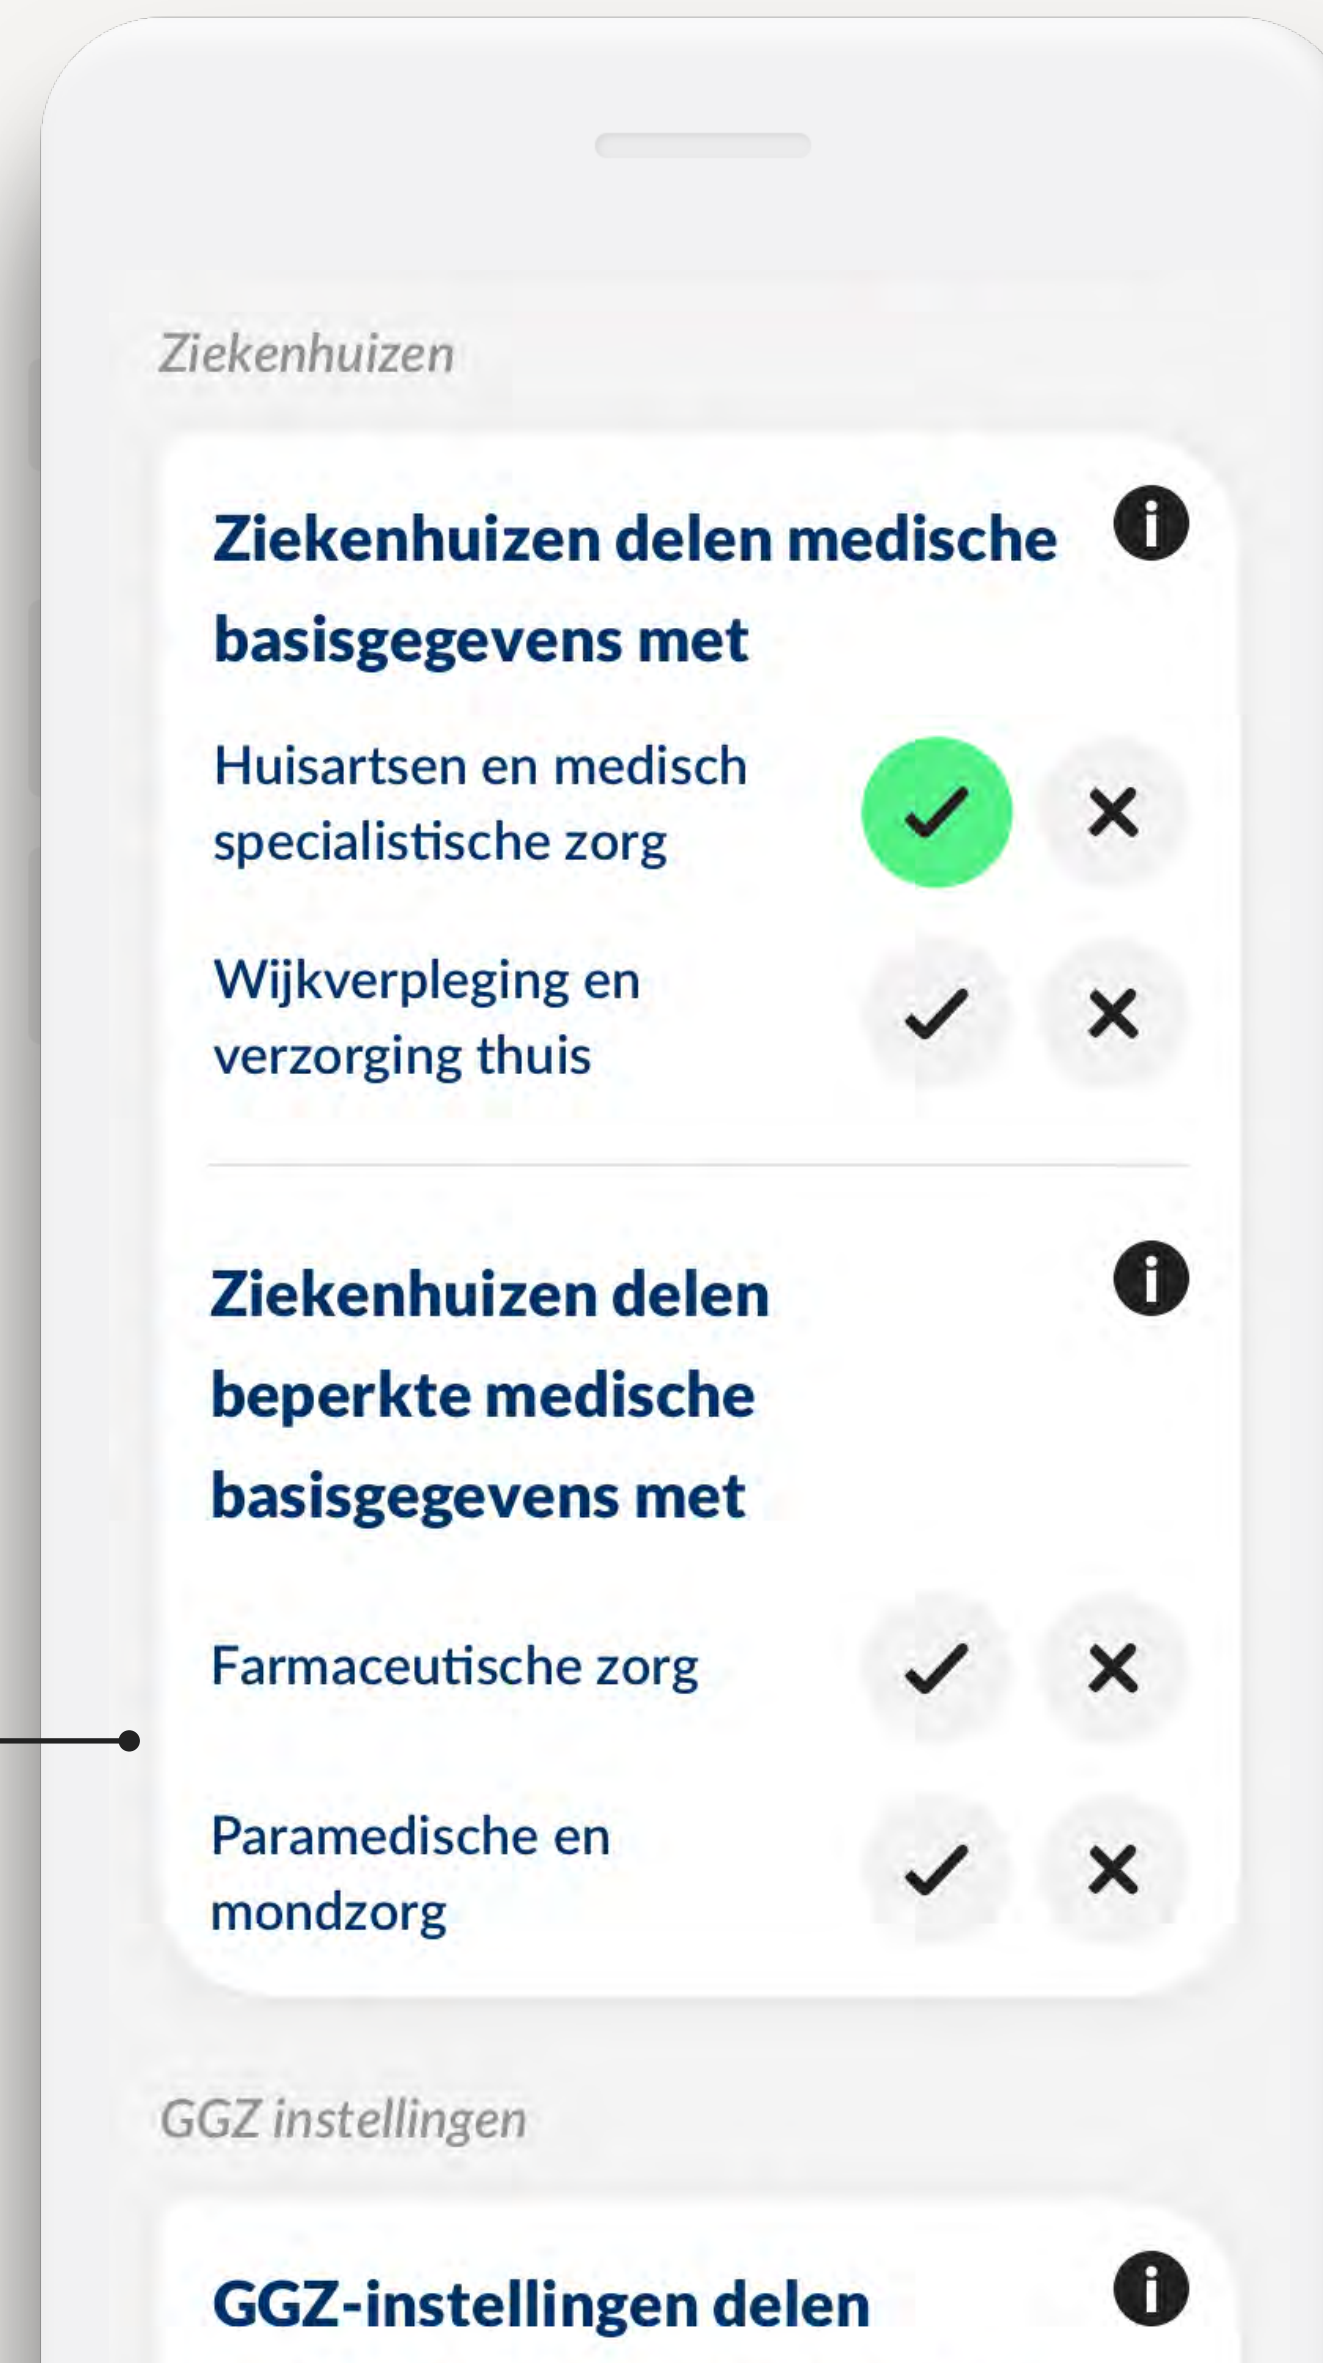 Ziekenhuizen
Ziekenhuizen delen medische
basisgegevens met
Huisartsen en medisch
specialistische zorg
Wijkverpleging en
verzorging thuis
Ziekenhuizen delen
beperkte medische
basisgegevens met
Farmaceutische zorg
Paramedische en
mondzorg
GGZ instellingen
GGZ-instellingen delen